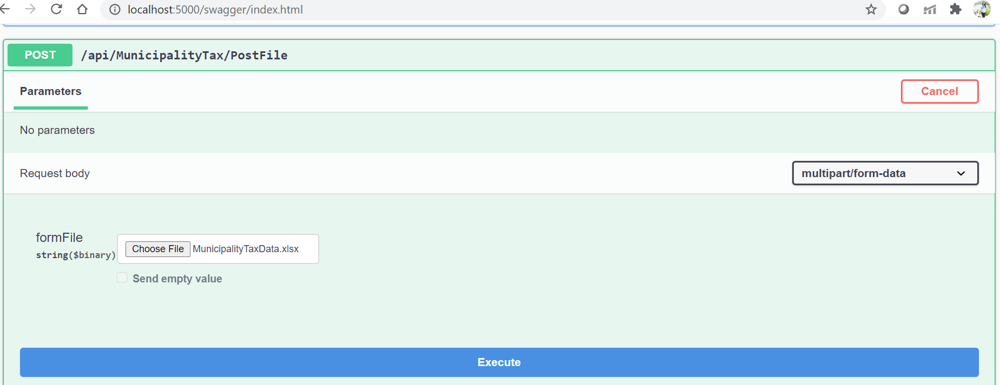 localhost:5000/swagger/index.html
POST /api/MunicipalityTax/PostFile
Parameters Cancel
No parameters
Request body multipart/form-data
formFile
string($binary) Choose File MunicipalityTaxData.xlsx
Send empty value
Execute